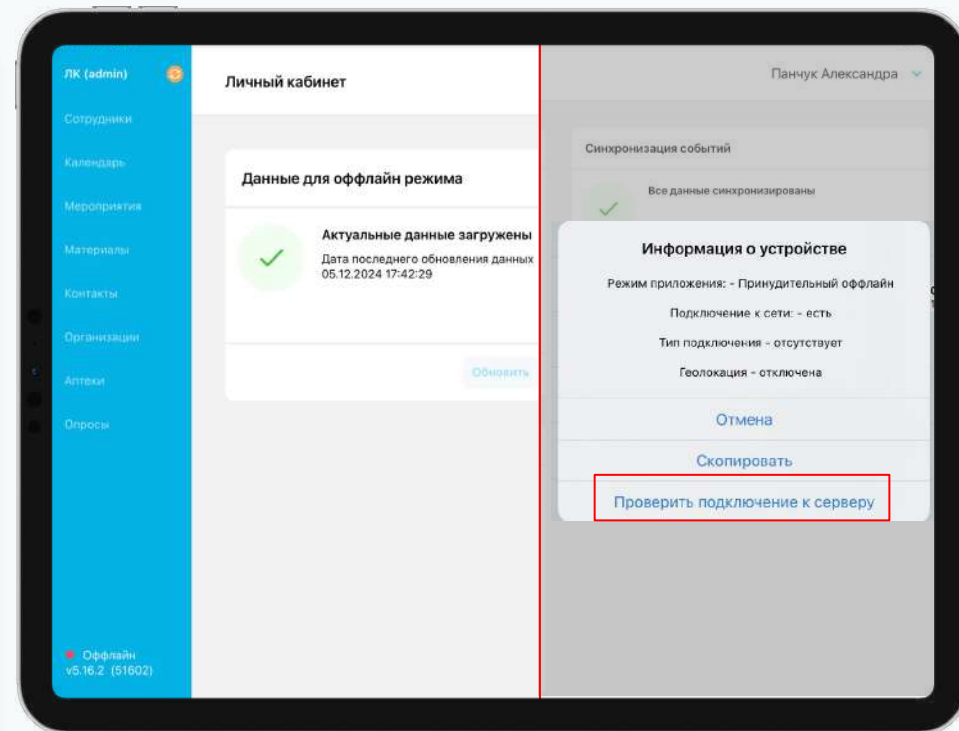 ЛК (admin)
Сотрудники
Календарь
Мероприятия
Материалы
Контакты
Организации
Аптеки
Опросы
Оффлайн
v5.16.2 (51602)
Личный кабинет
Данные для оффлайн режима
Актуальные данные загружены
Дата последнего обновления данных
05.12.2024 17:42:29
Обновить
Панчук Александра
Синхронизация событий
Все данные синхронизированы
Информация о устройстве
Режим приложения: - Принудительный оффлайн
Подключение к сети: - есть
Тип подключения - отсутствует
Геолокация - отключена
Отмена
Скопировать
Проверить подключение к серверу